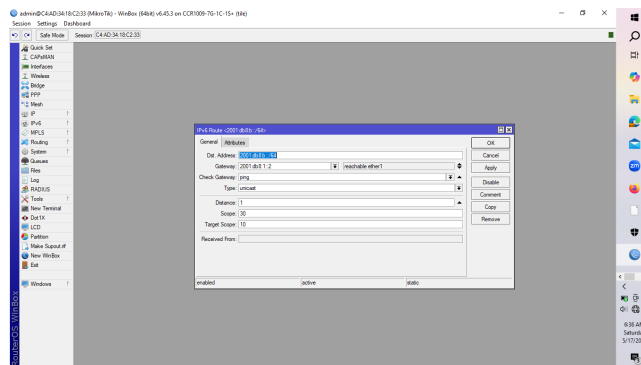 admin@C4:AD:34:18:C2:33 (MikroTik) - WinBox (64bit) v6.45.3 on CCR1009-7G-1C-1S+ (tile)
Session Settings Dashboard
Safe Mode Session: C4:AD:34:18:C2:33
Quick Set
CAPsMAN
Interfaces
Wireless
Bridge
PPP
Mesh
IP
IPv6
MPLS
Routing
System
Queues
Files
Log
RADIUS
Tools
New Terminal
Dot1X
LCD
Partition
Make Supout.rif
New WinBox
Exit
Windows
RouterOS WinBox
IPv6 Route <2001:db8:b::/64>
General Attributes
Dst. Address: 2001:db8:b::/64
Gateway: 2001:db8:1::2 reachable ether1
Check Gateway: ping
Type: unicast
Distance: 1
Scope: 30
Target Scope: 10
Received From:
OK
Cancel
Apply
Disable
Comment
Copy
Remove
enabled active static
zm
6:36 AM